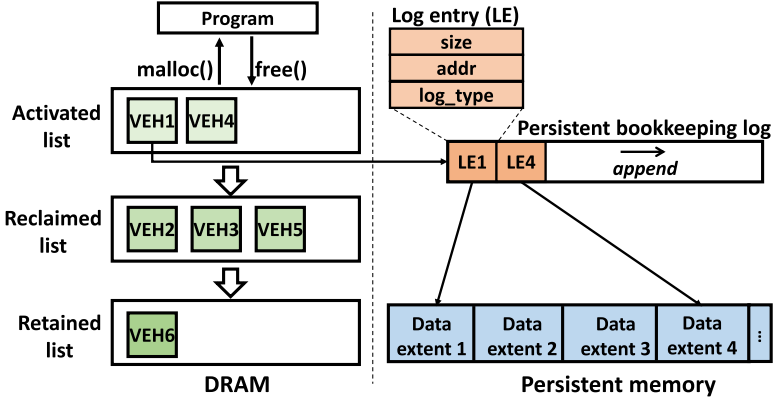 Program
malloc()
free()
Activated
list
VEH1
VEH4
Reclaimed
list
VEH2
VEH3
VEH5
Retained
list
VEH6
DRAM
Log entry (LE)
size
addr
log_type
Persistent bookkeeping log
LE1
LE4
append
Data
extent 1
Data
extent 2
Data
extent 3
Data
extent 4
...
Persistent memory